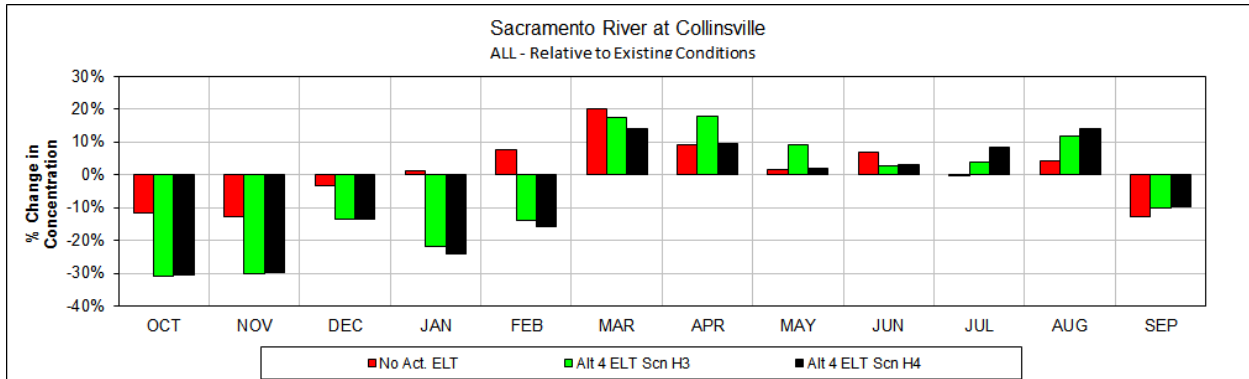 Sacramento River at Collinsville
ALL - Relative to Existing Conditions
% Change in
Concentration
30%
20%
10%
0%
-10%
-20%
-30%
-40%
OCT NOV DEC JAN FEB MAR APR MAY JUN JUL AUG SEP
No Act. ELT Alt 4 ELT Scn H3 Alt 4 ELT Scn H4